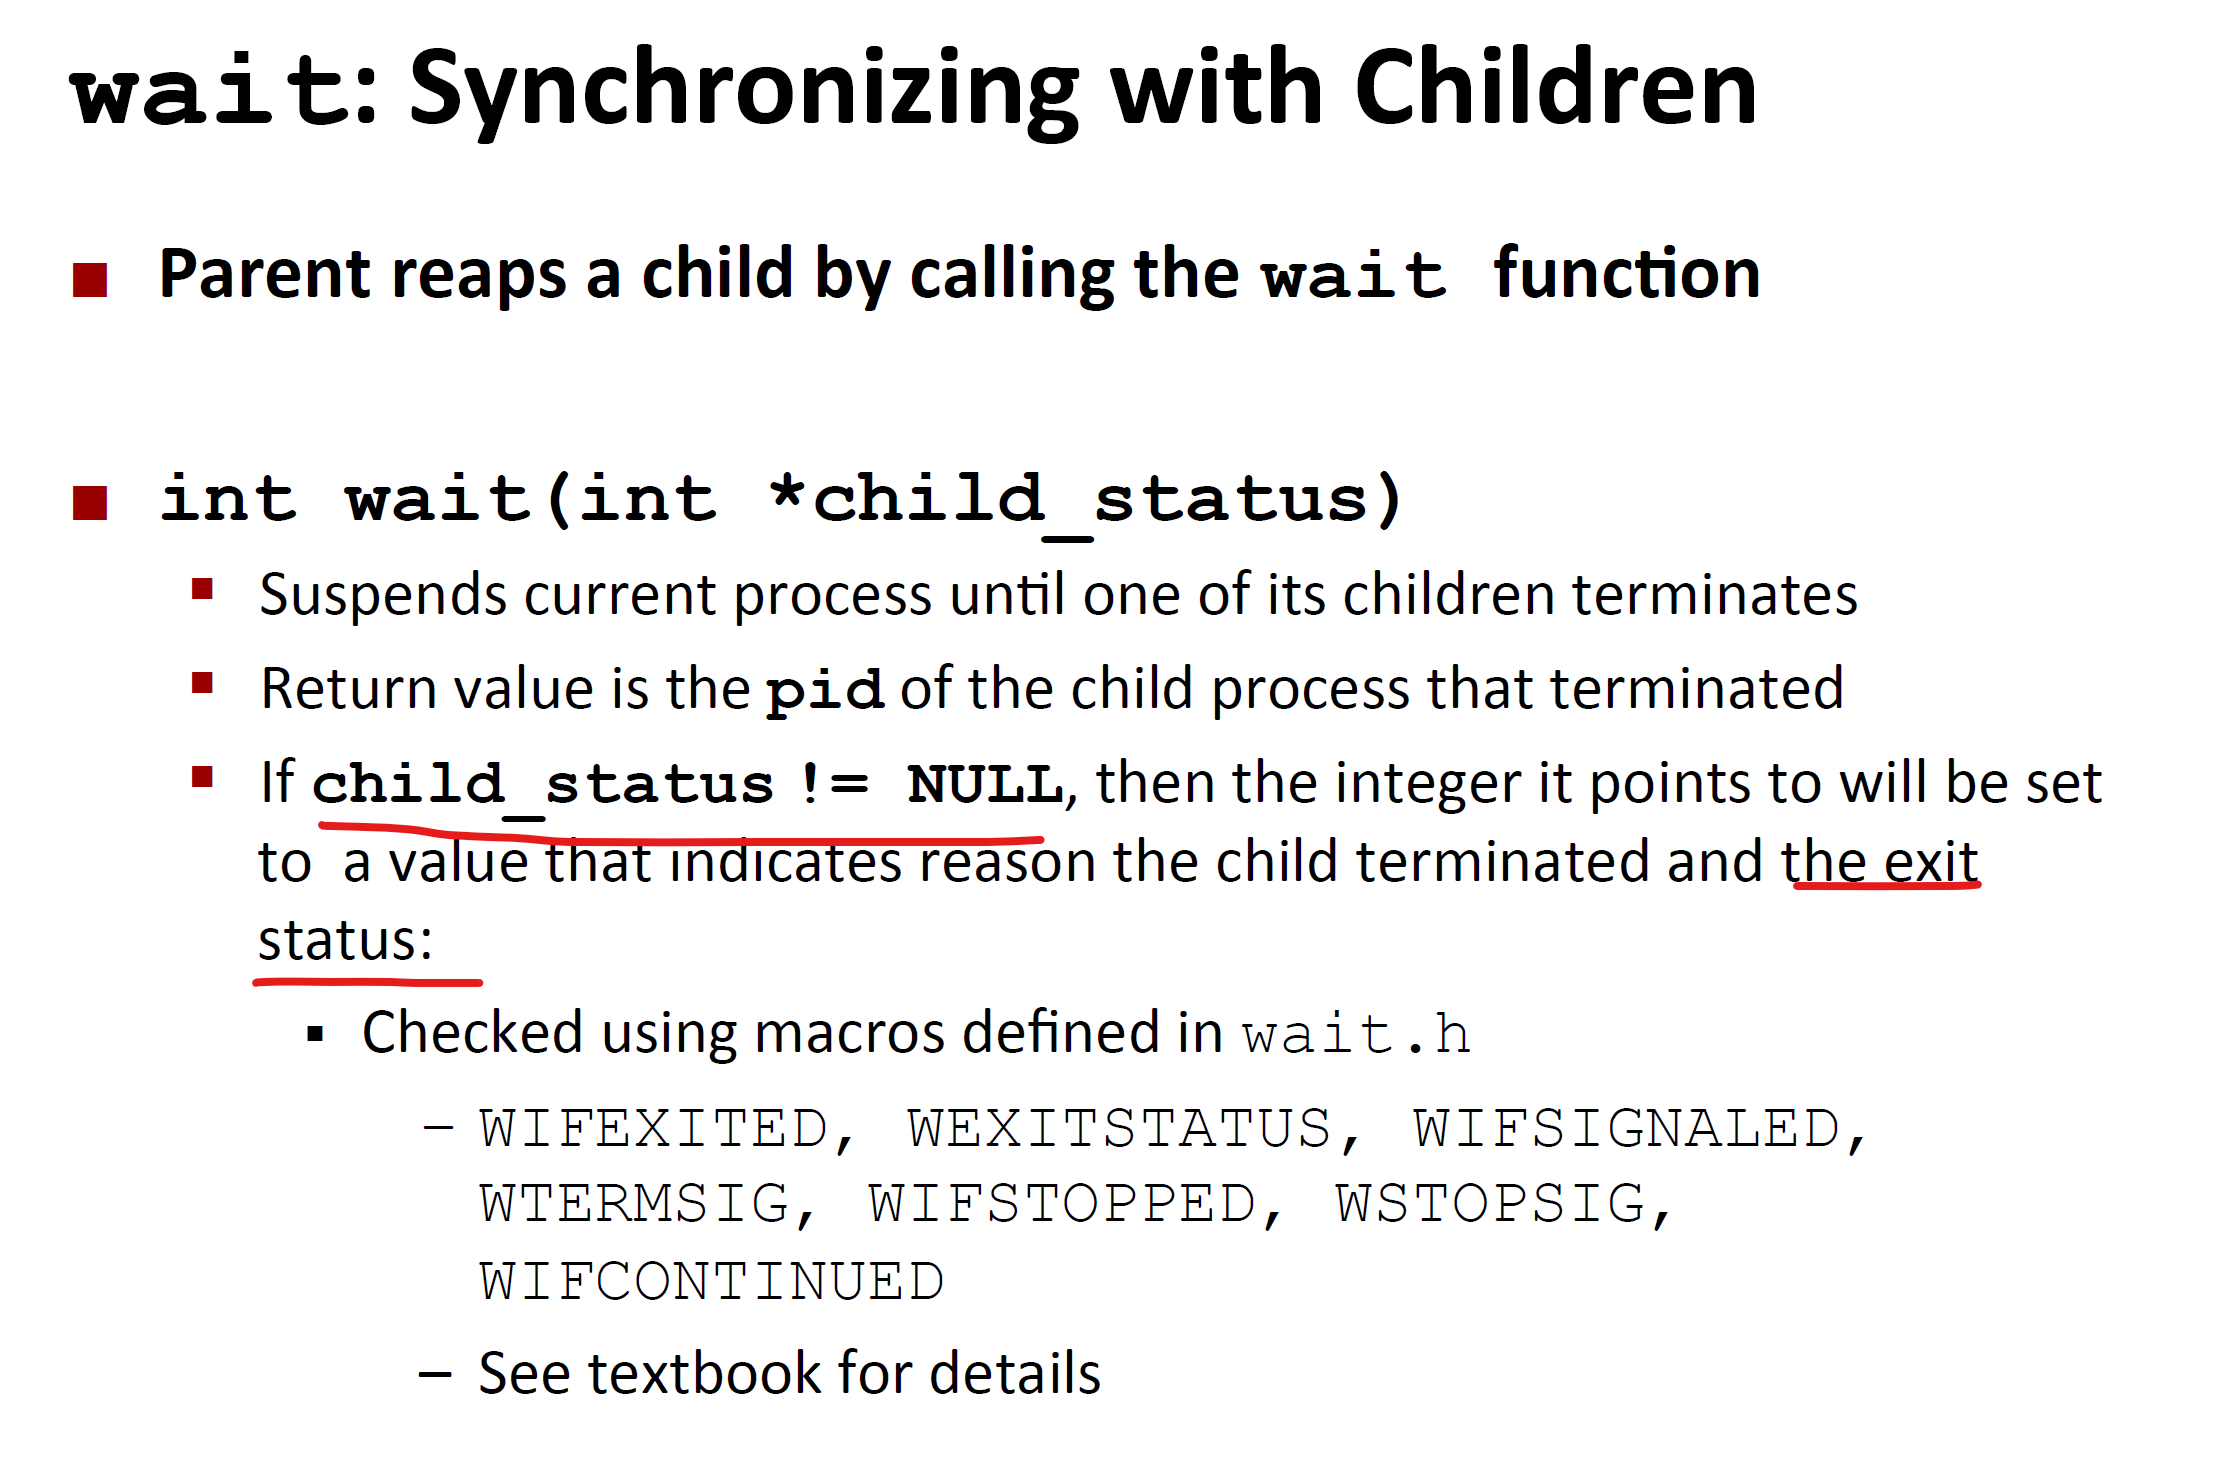 wait: Synchronizing with Children
Parent reaps a child by calling the wait function
int wait(int *child_status)
Suspends current process until one of its children terminates
Return value is the pid of the child process that terminated
If child_status != NULL, then the integer it points to will be set
to a value that indicates reason the child terminated and the exit
status:
Checked using macros defined in wait.h
– WIFEXITED, WEXITSTATUS, WIFSIGNALED,
WTERMSIG, WIFSTOPPED, WSTOPSIG,
WIFCONTINUED
– See textbook for details